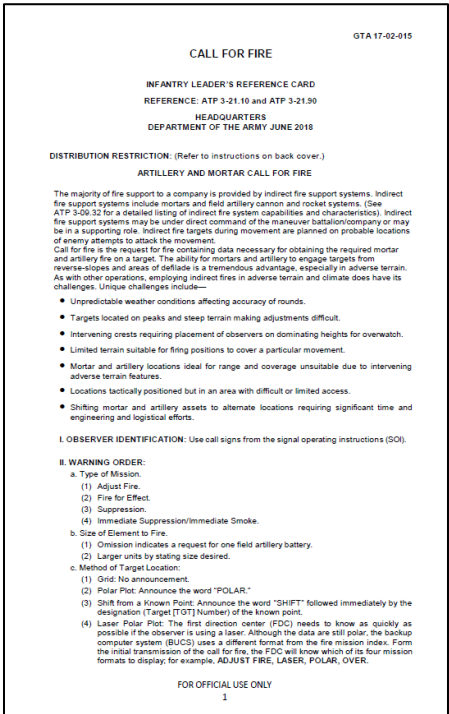 GTA 17-02-015
CALL FOR FIRE
INFANTRY LEADER'S REFERENCE CARD
REFERENCE: ATP 3-21.10 and ATP 3-21.90
HEADQUARTERS
DEPARTMENT OF THE ARMY JUNE 2018
DISTRIBUTION RESTRICTION: (Refer to instructions on back cover.)
ARTILLERY AND MORTAR CALL FOR FIRE
The majority of fire support to a company is provided by indirect fire support systems. Indirect
fire support systems include mortars and field artillery cannon and rocket systems. (See
ATP 3-09.32 for a detailed listing of indirect fire system capabilities and characteristics). Indirect
fire support systems may be under direct command of the maneuver battalion/company or may
be in a supporting role. Indirect fire targets during movement are planned on probable locations
of enemy attempts to attack the movement.
Call for fire is the request for fire containing data necessary for obtaining the required mortar
and artillery fire on a target. The ability for mortars and artillery to engage targets from
reverse-slopes and areas of defilade is a tremendous advantage, especially in adverse terrain.
As with other operations, employing indirect fires in adverse terrain and climate does have its
challenges. Unique challenges include—
• Unpredictable weather conditions affecting accuracy of rounds.
• Targets located on peaks and steep terrain making adjustments difficult.
• Intervening crests requiring placement of observers on dominating heights for overwatch.
• Limited terrain suitable for firing positions to cover a particular movement.
• Mortar and artillery locations ideal for range and coverage unsuitable due to intervening
adverse terrain features.
• Locations tactically positioned but in an area with difficult or limited access.
• Shifting mortar and artillery assets to alternate locations requiring significant time and
engineering and logistical efforts.
I. OBSERVER IDENTIFICATION: Use call signs from the signal operating instructions (SOI).
II. WARNING ORDER:
a. Type of Mission.
(1) Adjust Fire.
(2) Fire for Effect.
(3) Suppression.
(4) Immediate Suppression/Immediate Smoke.
b. Size of Element to Fire.
(1) Omission indicates a request for one field artillery battery.
(2) Larger units by stating size desired.
c. Method of Target Location:
(1) Grid: No announcement.
(2) Polar Plot: Announce the word "POLAR."
(3) Shift from a Known Point: Announce the word "SHIFT" followed immediately by the
designation (Target [TGT] Number) of the known point.
(4) Laser Polar Plot: The first direction center (FDC) needs to know as quickly as
possible if the observer is using a laser. Although the data are still polar, the backup
computer system (BUCS) uses a different format from the fire mission index. Form
the initial transmission of the call for fire, the FDC will know which of its four mission
formats to display; for example, ADJUST FIRE, LASER, POLAR, OVER.
FOR OFFICIAL USE ONLY
1